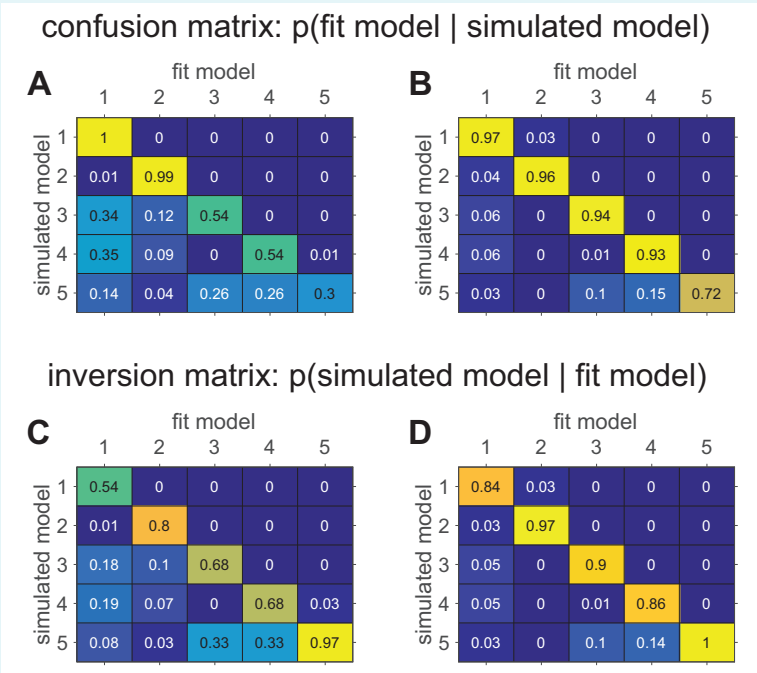 confusion matrix: p(fit model | simulated model)
A
fit model
1 2 3 4 5
simulated model
1 1 0 0 0 0
2 0.01 0.99 0 0 0
3 0.34 0.12 0.54 0 0
4 0.35 0.09 0 0.54 0.01
5 0.14 0.04 0.26 0.26 0.3
B
fit model
1 2 3 4 5
simulated model
1 0.97 0.03 0 0 0
2 0.04 0.96 0 0 0
3 0.06 0 0.94 0 0
4 0.06 0 0.01 0.93 0
5 0.03 0 0.1 0.15 0.72
inversion matrix: p(simulated model | fit model)
C
fit model
1 2 3 4 5
simulated model
1 0.54 0 0 0 0
2 0.01 0.8 0 0 0
3 0.18 0.1 0.68 0 0
4 0.19 0.07 0 0.68 0.03
5 0.08 0.03 0.33 0.33 0.97
D
fit model
1 2 3 4 5
simulated model
1 0.84 0.03 0 0 0
2 0.03 0.97 0 0 0
3 0.05 0 0.9 0 0
4 0.05 0 0.01 0.86 0
5 0.03 0 0.1 0.14 1